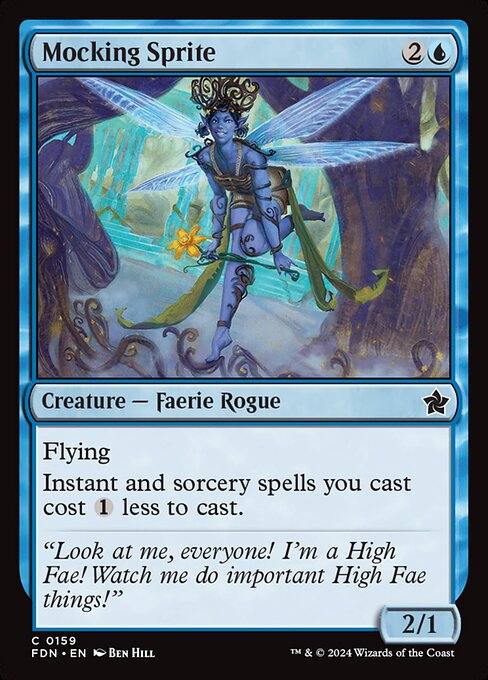 Mocking Sprite 2
Creature — Faerie Rogue
Flying
Instant and sorcery spells you cast
cost 1 less to cast.
“Look at me, everyone! I'm a High
Fae! Watch me do important High Fae
things!”
2/1
C 0159
FDN • EN Ben Hill
™ & © 2024 Wizards of the Coast